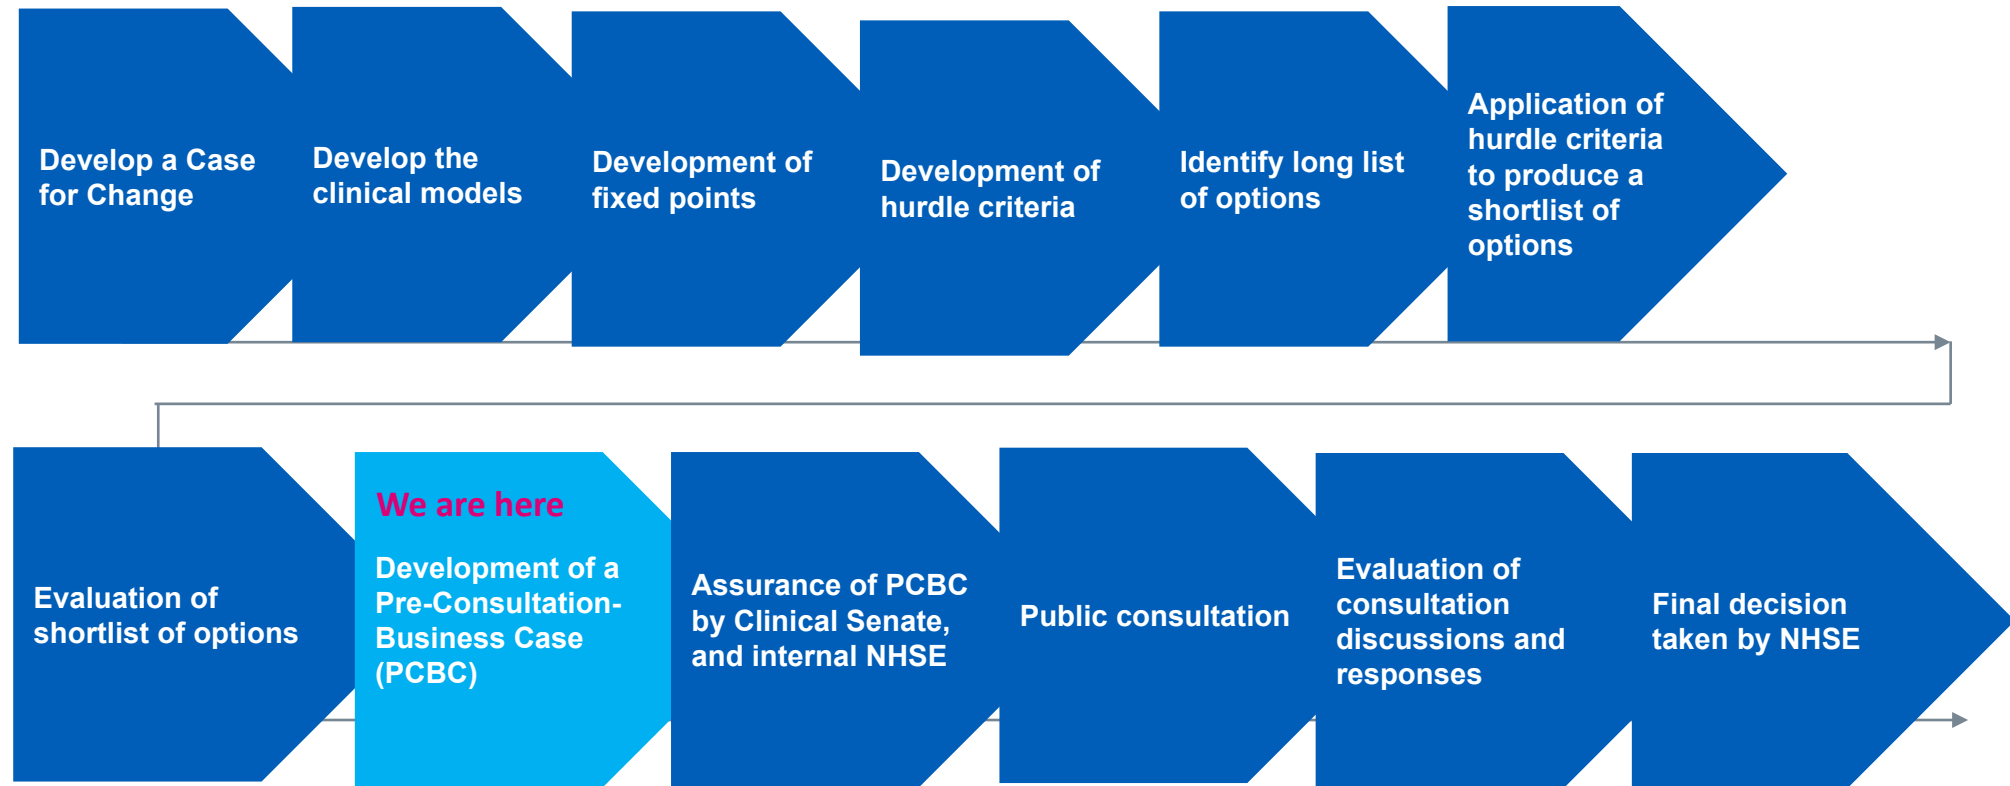 Develop a Case
for Change
Develop the
clinical models
Development of
fixed points
Development of
hurdle criteria
Identify long list
of options
Application of
hurdle criteria
to produce a
shortlist of
options
Evaluation of
shortlist of options
We are here
Development of a
Pre-Consultation-
Business Case
(PCBC)
Assurance of PCBC
by Clinical Senate,
and internal NHSE
Public consultation
Evaluation of
consultation
discussions and
responses
Final decision
taken by NHSE